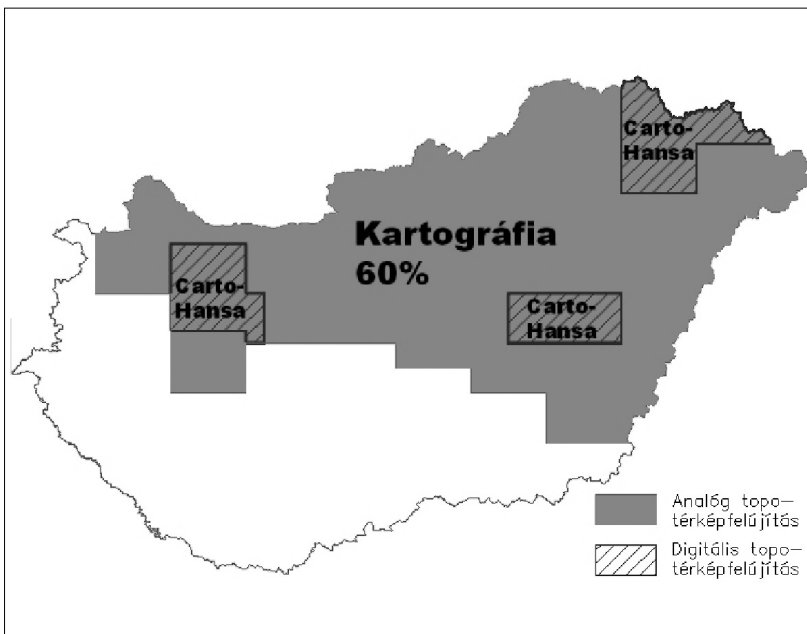 Carto-
Hansa
Kartográfia
60%
Carto-
Hansa
Carto-
Hansa
Analóg topo-
térképfelújítás
Digitális topo-
térképfelújítás